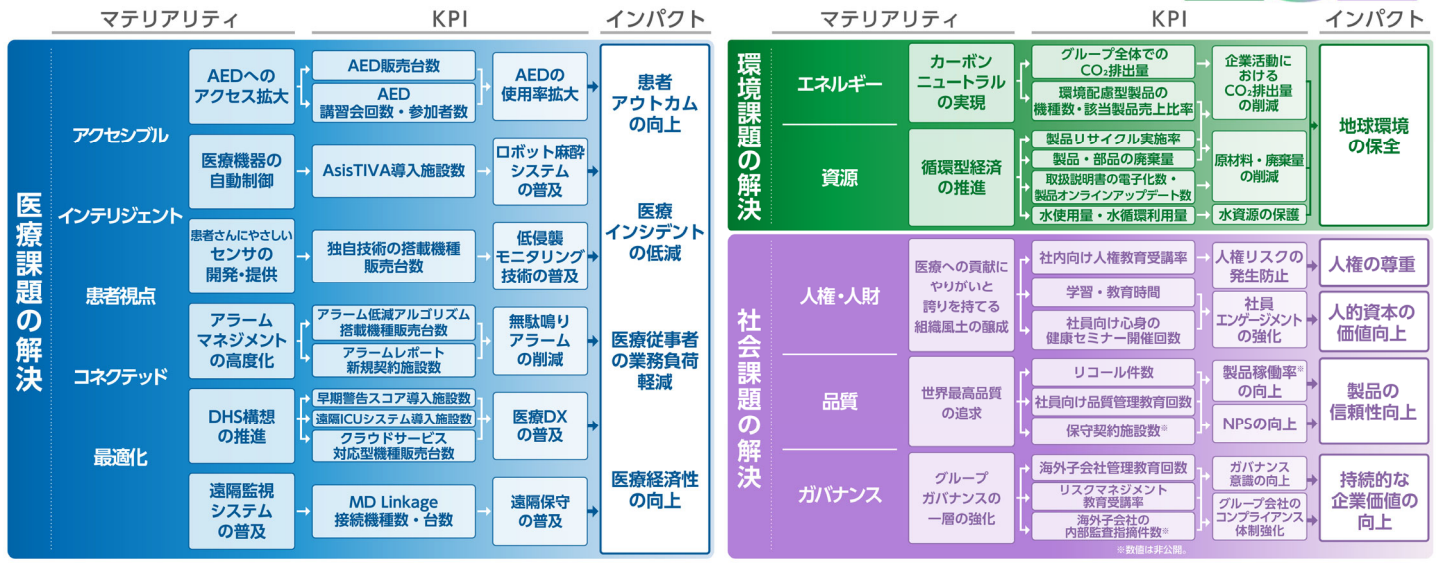 マテリアリティ
KPI
インパクト
医療課題の解決
アクセシブル
インテリジェント
患者視点
コネクテッド
最適化
AEDへの
アクセス拡大
AED販売台数
AED
講習会回数・参加者数
AEDの
使用率拡大
医療機器の
自動制御
AsisTIVA導入施設数
ロボット麻酔
システム
の普及
患者さんにやさしい
センサの
開発・提供
独自技術の搭載機種
販売台数
低侵襲
モニタリング
技術の普及
アラーム
マネジメント
の高度化
アラーム低減アルゴリズム
搭載機種販売台数
アラームレポート
新規契約施設数
無駄鳴り
アラーム
の削減
DHS構想
の推進
早期警告スコア導入施設数
遠隔ICUシステム導入施設数
クラウドサービス
対応型機種販売台数
医療DX
の普及
遠隔監視
システム
の普及
MD Linkage
接続機種数・台数
遠隔保守
の普及
患者
アウトカム
の向上
医療
インシデント
の低減
医療従事者
の業務負荷
軽減
医療経済性
の向上
マテリアリティ
KPI
インパクト
環境課題の解決
エネルギー
カーボン
ニュートラル
の実現
グループ全体での
CO₂排出量
環境配慮型製品の
機種数・該当製品売上比率
企業活動に
おける
CO₂排出量
の削減
資源
循環型経済
の推進
製品リサイクル実施率
製品・部品の廃棄量
取扱説明書の電子化数・
製品オンラインアップデート数
水使用量・水循環利用量
原材料・廃棄量
の削減
水資源の保護
地球環境
の保全
社会課題の解決
人権・人財
医療への貢献に
やりがいと
誇りを持てる
組織風土の醸成
社内向け人権教育受講率
学習・教育時間
社員向け心身の
健康セミナー開催回数
人権リスクの
発生防止
社員
エンゲージメント
の強化
人権の尊重
人的資本の
価値向上
品質
世界最高品質
の追求
リコール件数
社員向け品質管理教育回数
保守契約施設数※
製品稼働率※
の向上
NPSの向上
製品の
信頼性向上
ガバナンス
グループ
ガバナンスの
一層の強化
海外子会社管理教育回数
リスクマネジメント
教育受講率
海外子会社の
内部監査指摘件数※
ガバナンス
意識の向上
グループ会社の
コンプライアンス
体制強化
持続的な
企業価値の
向上
※数値は非公開。